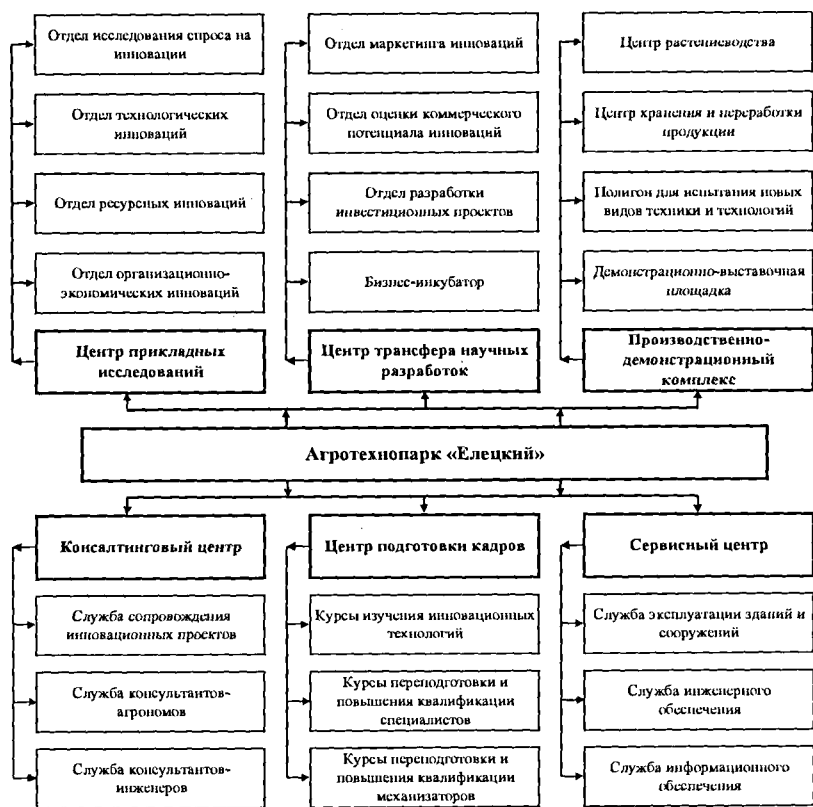 Отдел исследования спроса на
инновации
Отдел технологических
инноваций
Отдел ресурсных инноваций
Отдел организационно-
экономических инноваций
Центр прикладных
исследований
Отдел маркетинга инноваций
Отдел оценки коммерческого
потенциала инноваций
Отдел разработки
инвестиционных проектов
Бизнес-инкубатор
Центр трансфера научных
разработок
Центр растениеводства
Центр хранения и переработки
продукции
Полигон для испытания новых
видов техники и технологий
Демонстрационно-выставочная
площадка
Производственно-
демонстрационный
комплекс
Агротехнопарк «Елецкий»
Консалтинговый центр
Служба сопровождения
инновационных проектов
Служба консультантов-
агрономов
Служба консультантов-
инженеров
Центр подготовки кадров
Курсы изучения инновационных
технологий
Курсы переподготовки и
повышения квалификации
специалистов
Курсы переподготовки и
повышения квалификации
механизаторов
Сервисный центр
Служба эксплуатации зданий и
сооружений
Служба инженерного
обеспечения
Служба информационного
обеспечения